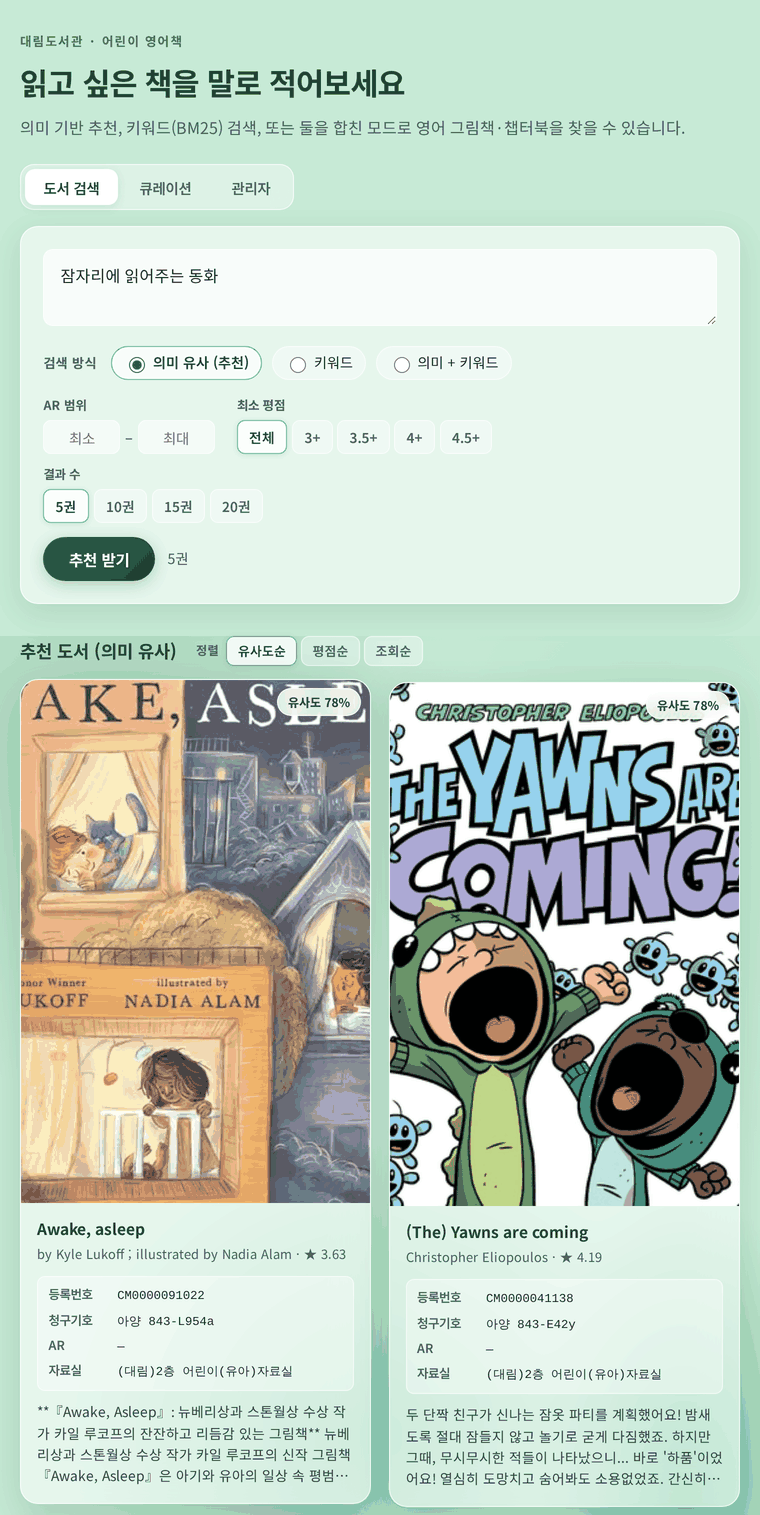 대림도서관 · 어린이 영어책
읽고 싶은 책을 말로 적어보세요
의미 기반 추천, 키워드(BM25) 검색, 또는 둘을 합친 모드로 영어 그림책·챕터북을 찾을 수 있습니다.
도서 검색 큐레이션 관리자
잠자리에 읽어주는 동화
검색 방식 의미 유사 (추천) 키워드 의미 + 키워드
AR 범위 최소 평점
최소 – 최대 전체 3+ 3.5+ 4+ 4.5+
결과 수
5권 10권 15권 20권
추천 받기 5권
추천 도서 (의미 유사) 정렬 유사도순 평점순 조회순
AKE, ASLEE
유사도 78%
onor Winner
UKOFF
illustrated by
NADIA ALAM
Awake, asleep
by Kyle Lukoff ; illustrated by Nadia Alam · ★ 3.63
등록번호 CM0000091022
청구기호 아양 843-L954a
AR —
자료실 (대림)2층 어린이(유아)자료실
**『Awake, Asleep』: 뉴베리상과 스톤월상 수상 작
가 카일 루코프의 잔잔하고 리듬감 있는 그림책** 뉴베
리상과 스톤월상 수상 작가 카일 루코프의 신작 그림책
『Awake, Asleep』은 아기와 유아의 일상 속 평범…
CHRISTOPHER ELIOPO
유사도 78%
THE YAWNS ARE
COMING!
(The) Yawns are coming
Christopher Eliopoulos · ★ 4.19
등록번호 CM0000041138
청구기호 아양 843-E42y
AR —
자료실 (대림)2층 어린이(유아)자료실
두 단짝 친구가 신나는 잠옷 파티를 계획했어요! 밤새
도록 절대 잠들지 않고 놀기로 굳게 다짐했죠. 하지만
그때, 무시무시한 적들이 나타났으니... 바로 '하품'이었
어요! 열심히 도망치고 숨어봐도 소용없었죠. 간신히…